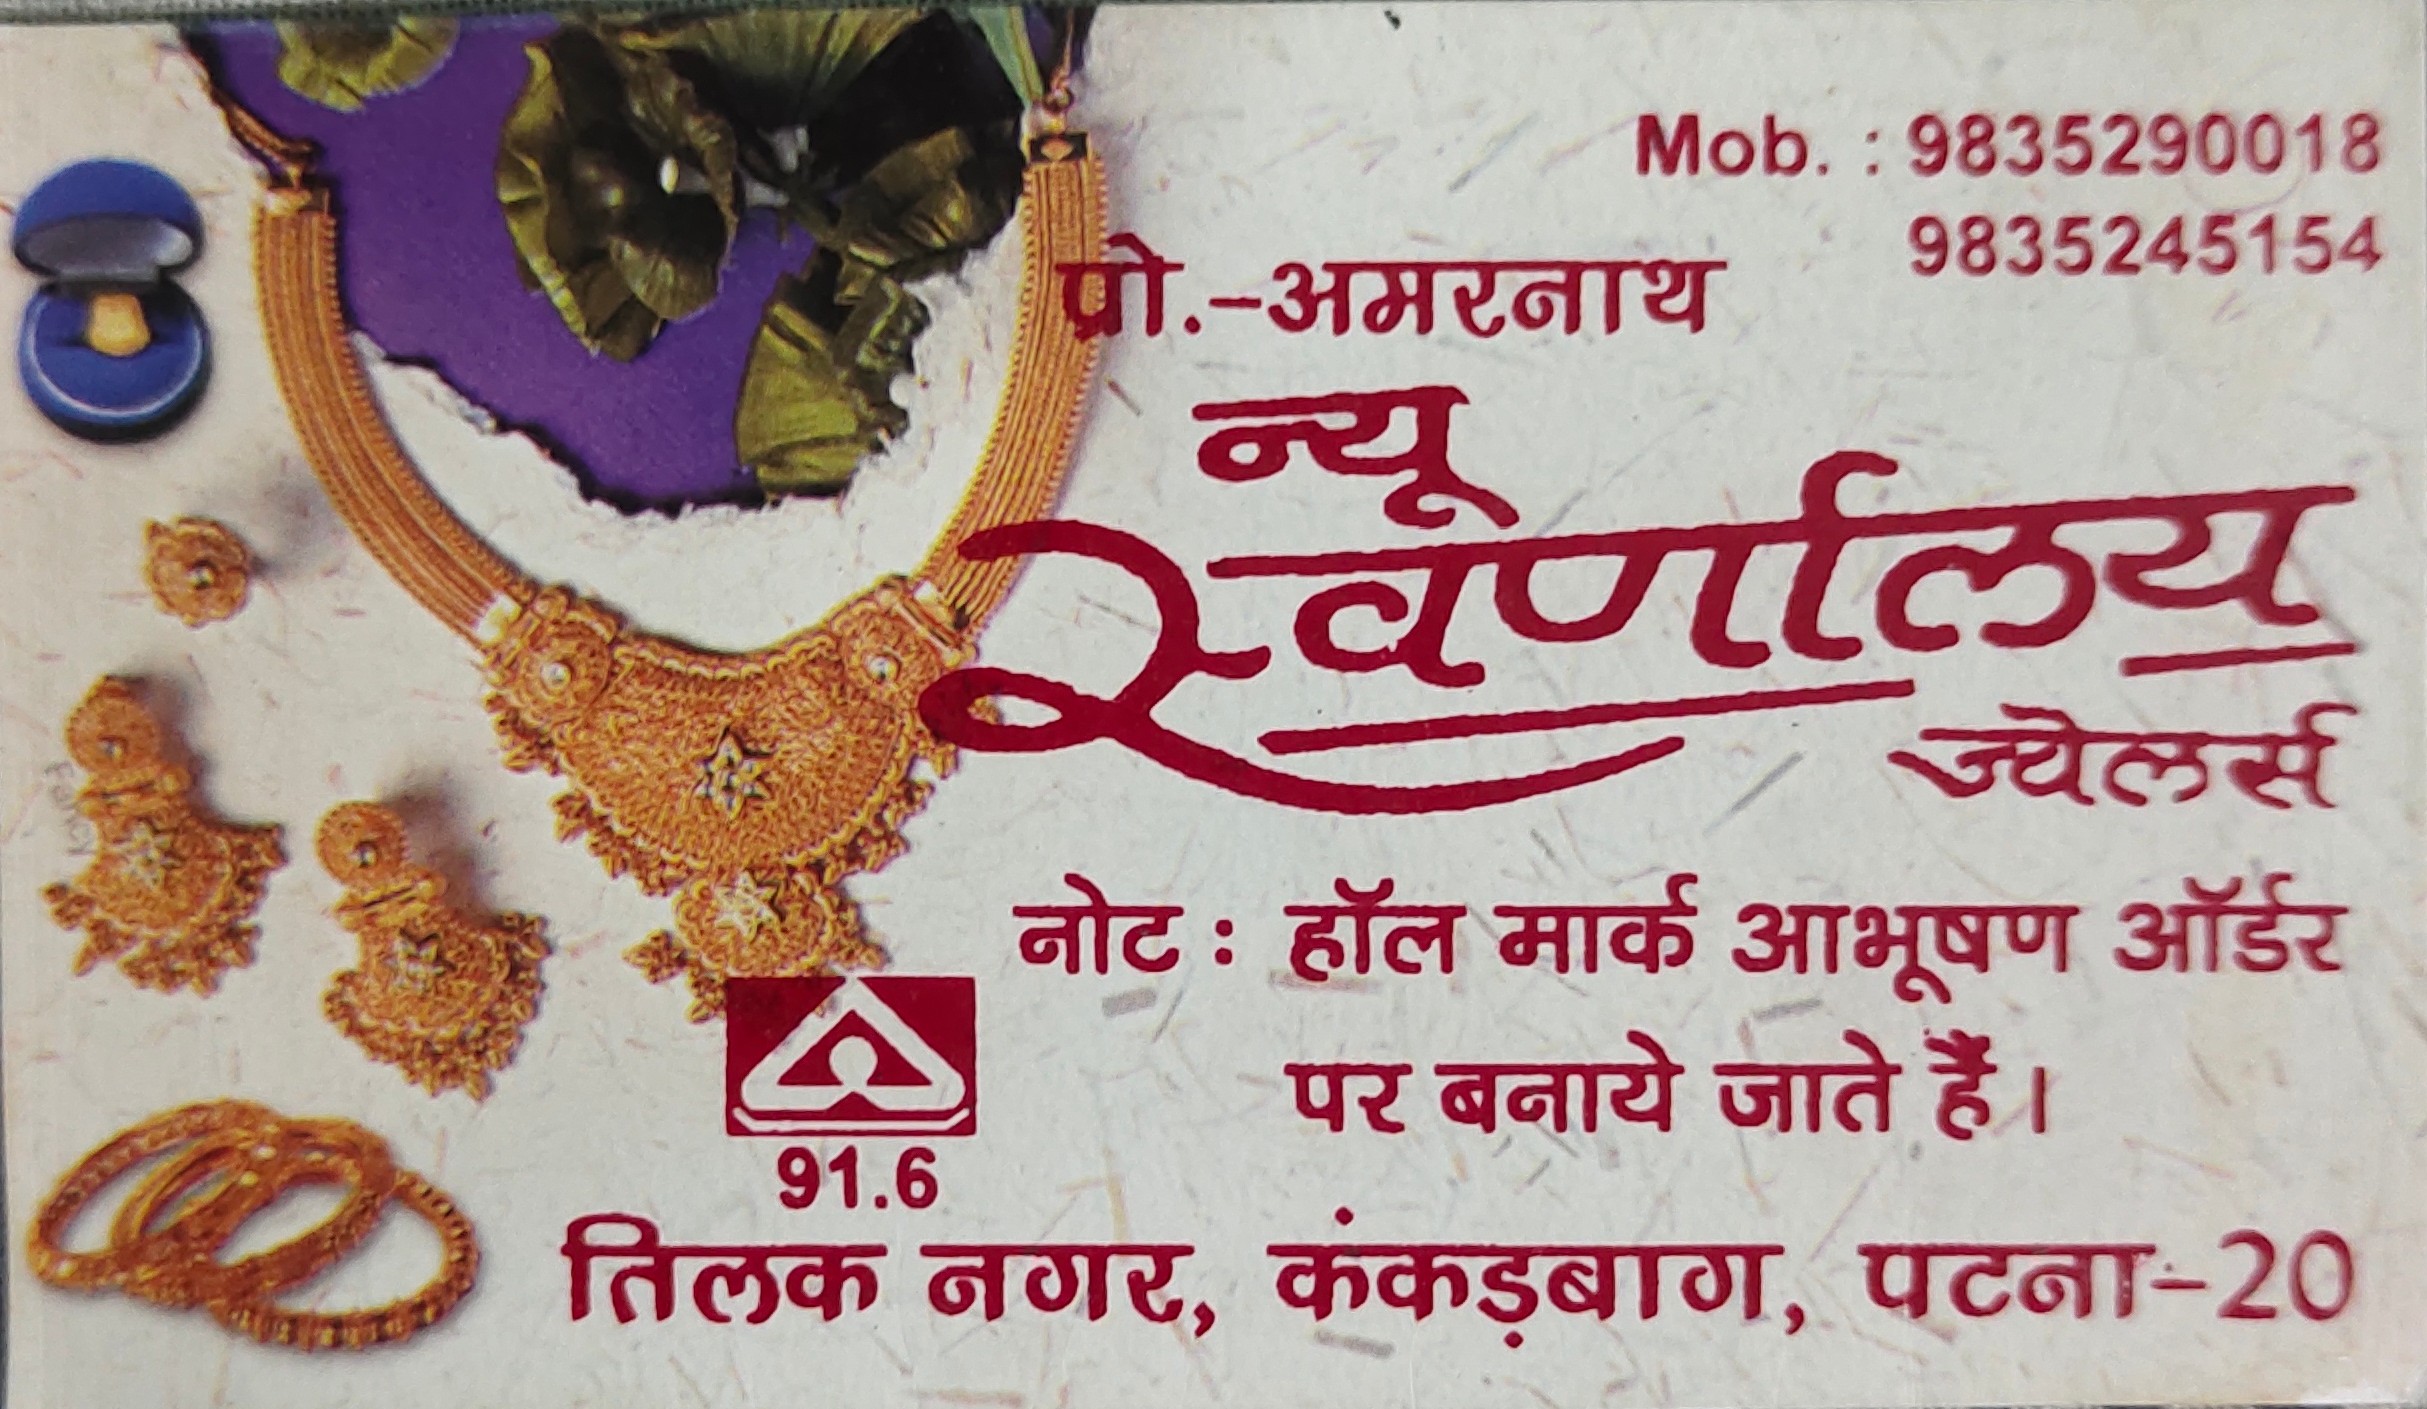 Mob. : 9835290018
9835245154
प्रो.-अमरनाथ
न्यू
स्वर्णालय
ज्वेलर्स
नोट : हॉल मार्क आभूषण ऑर्डर
पर बनाये जाते हैं।
91.6
तिलक नगर, कंकड़बाग, पटना-20